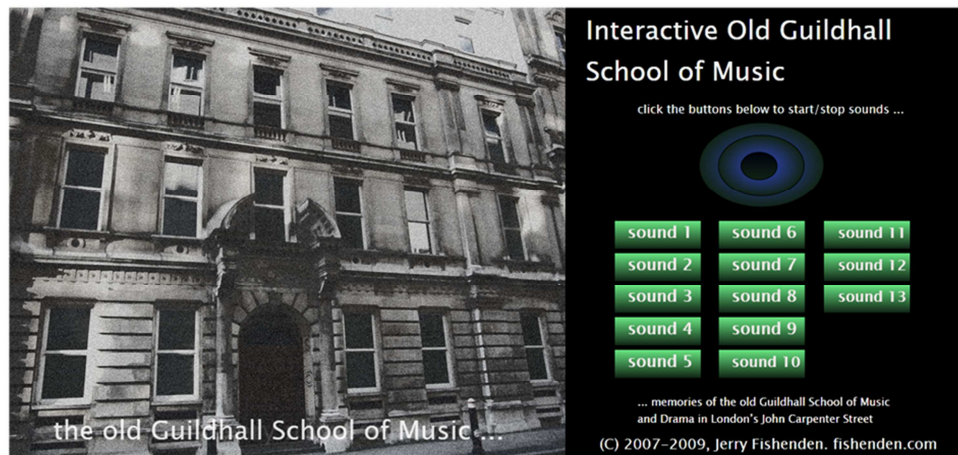 the old Guildhall School of Music ...
Interactive Old Guildhall
School of Music
click the buttons below to start/stop sounds ...
sound 1
sound 6
sound 11
sound 2
sound 7
sound 12
sound 3
sound 8
sound 13
sound 4
sound 9
sound 5
sound 10
... memories of the old Guildhall School of Music
and Drama in London's John Carpenter Street
(C) 2007-2009, Jerry Fishenden. fishenden.com